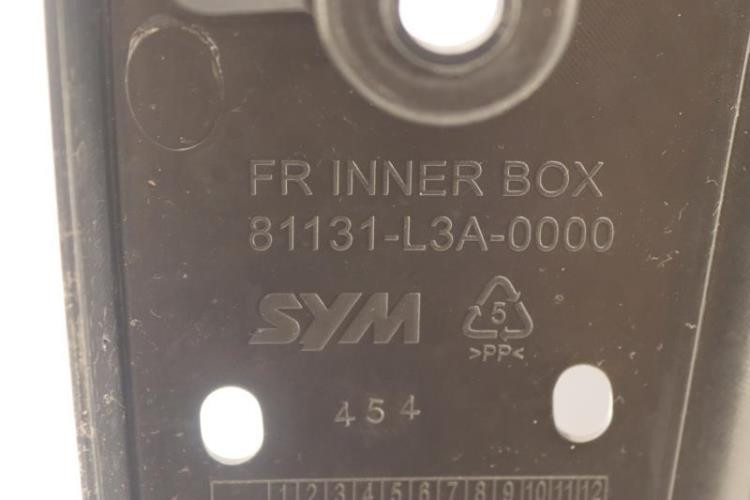 FR INNER BOX
81131-L3A-0000
SYM
5
>PP<
454
1 2 3 4 5 6 7 8 9 10 11 12